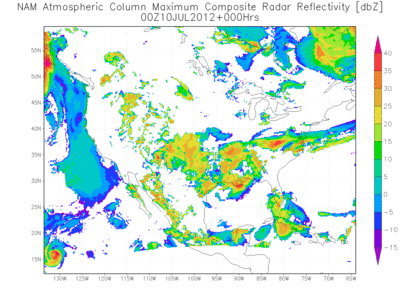 NAM Atmospheric Column Maximum Composite Radar Reflectivity [dbZ]
00Z10JUL2012+000Hrs
55N
50N
45N
40N
35N
30N
25N
20N
15N
130W 125W 120W 115W 110W 105W 100W 95W 90W 85W 80W 75W 70W 65W
40
35
30
25
20
15
10
5
0
-5
-10
-15